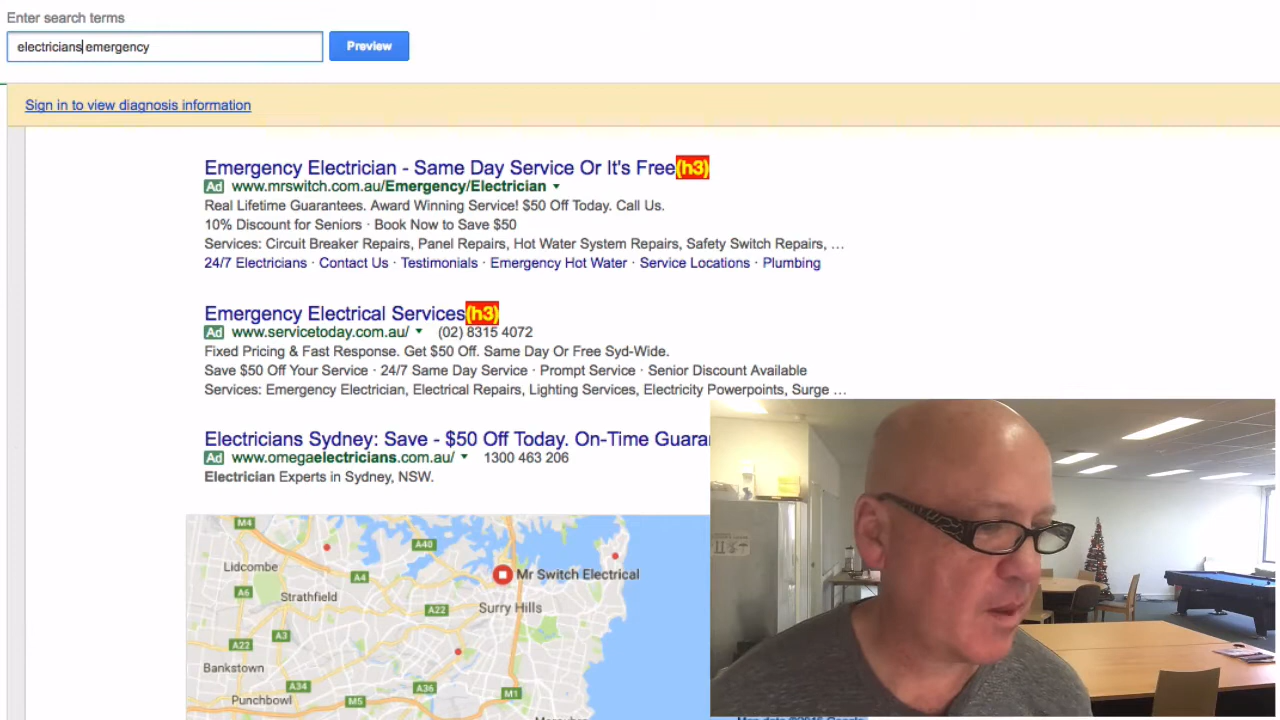 Enter search terms
electricians emergency
Preview
Sign in to view diagnosis information
Emergency Electrician - Same Day Service Or It's Free(h3)
Ad www.mrswitch.com.au/Emergency/Electrician
Real Lifetime Guarantees. Award Winning Service! $50 Off Today. Call Us.
10% Discount for Seniors · Book Now to Save $50
Services: Circuit Breaker Repairs, Panel Repairs, Hot Water System Repairs, Safety Switch Repairs, ...
24/7 Electricians · Contact Us · Testimonials · Emergency Hot Water · Service Locations · Plumbing
Emergency Electrical Services(h3)
Ad www.servicetoday.com.au/ (02) 8315 4072
Fixed Pricing & Fast Response. Get $50 Off. Same Day Or Free Syd-Wide.
Save $50 Off Your Service · 24/7 Same Day Service · Prompt Service · Senior Discount Available
Services: Emergency Electrician, Electrical Repairs, Lighting Services, Electricity Powerpoints, Surge ...
Electricians Sydney: Save - $50 Off Today. On-Time Guarar
Ad www.omegaelectricians.com.au/ 1300 463 206
Electrician Experts in Sydney, NSW.
M4
A40
Lidcombe
A4
Mr Switch Electrical
A6
Strathfield
A22
Surry Hills
A3
A22
Bankstown
A34
A36
M1
Punchbowl
M5